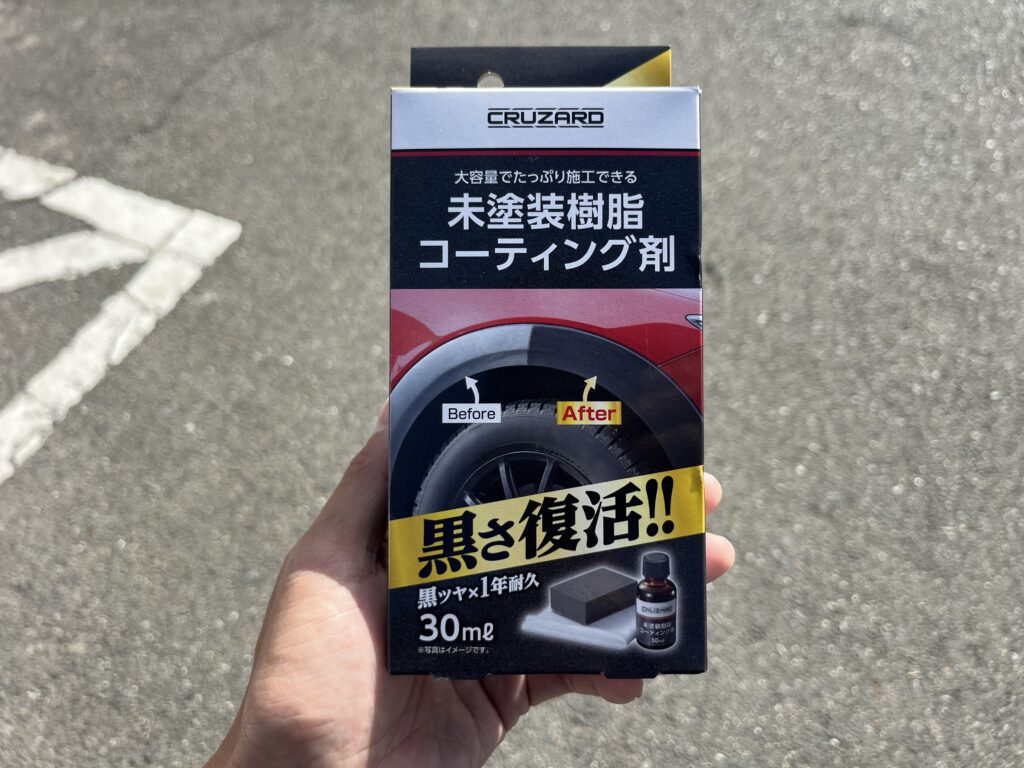 CRUZARD
大容量でたっぷり施工できる
未塗装樹脂
コーティング剤
Before
After
黒さ復活!!
黒ツヤ×1年耐久
30mℓ
※写真はイメージです。
CRUZARD
未塗装樹脂
コーティング剤
30mℓ